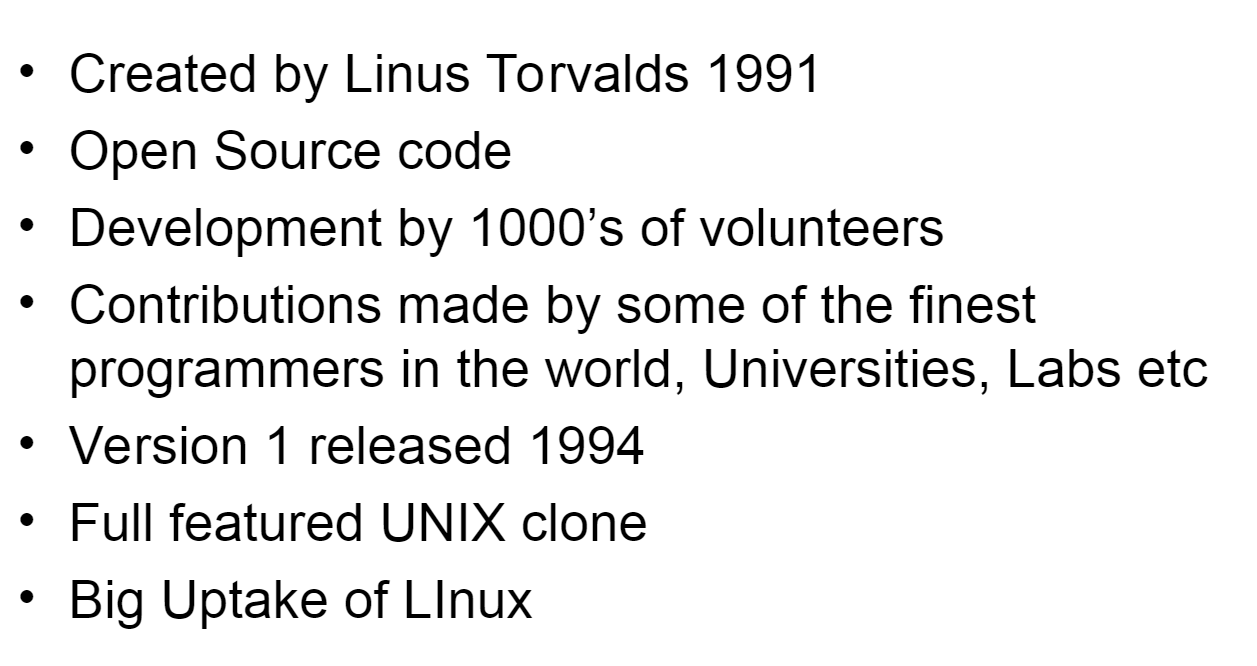 • Created by Linus Torvalds 1991
• Open Source code
• Development by 1000’s of volunteers
• Contributions made by some of the finest
programmers in the world, Universities, Labs etc
• Version 1 released 1994
• Full featured UNIX clone
• Big Uptake of LInux